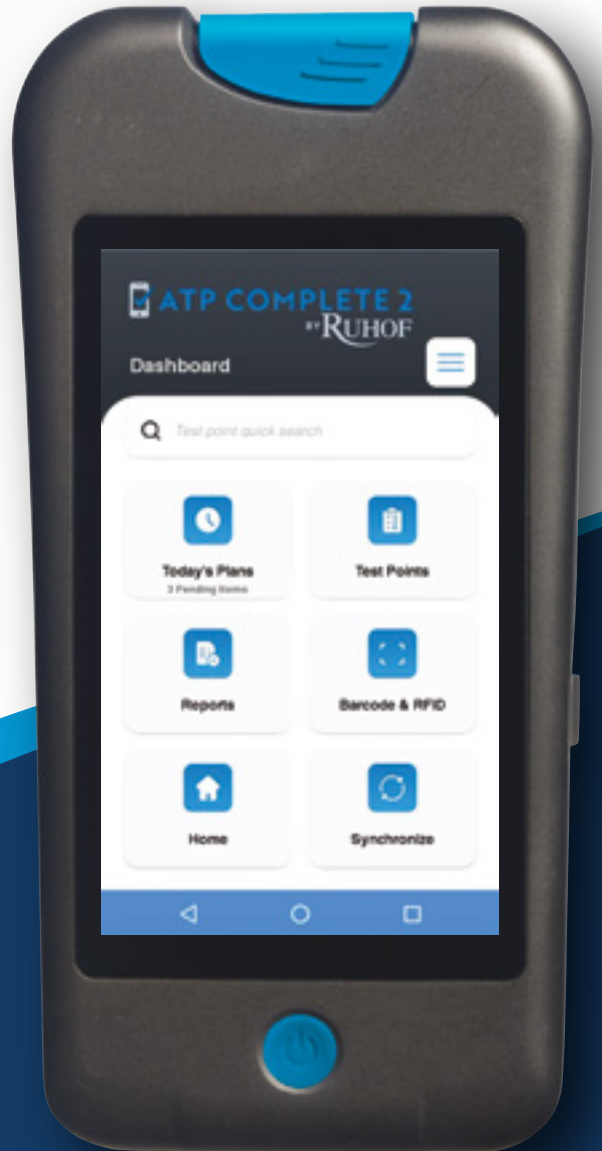 ATP COMPLETE 2
BY RUHOF
Dashboard
Test point quick search
Today's Plans
3 Pending Items
Test Points
Reports
Barcode & RFID
Home
Synchronize